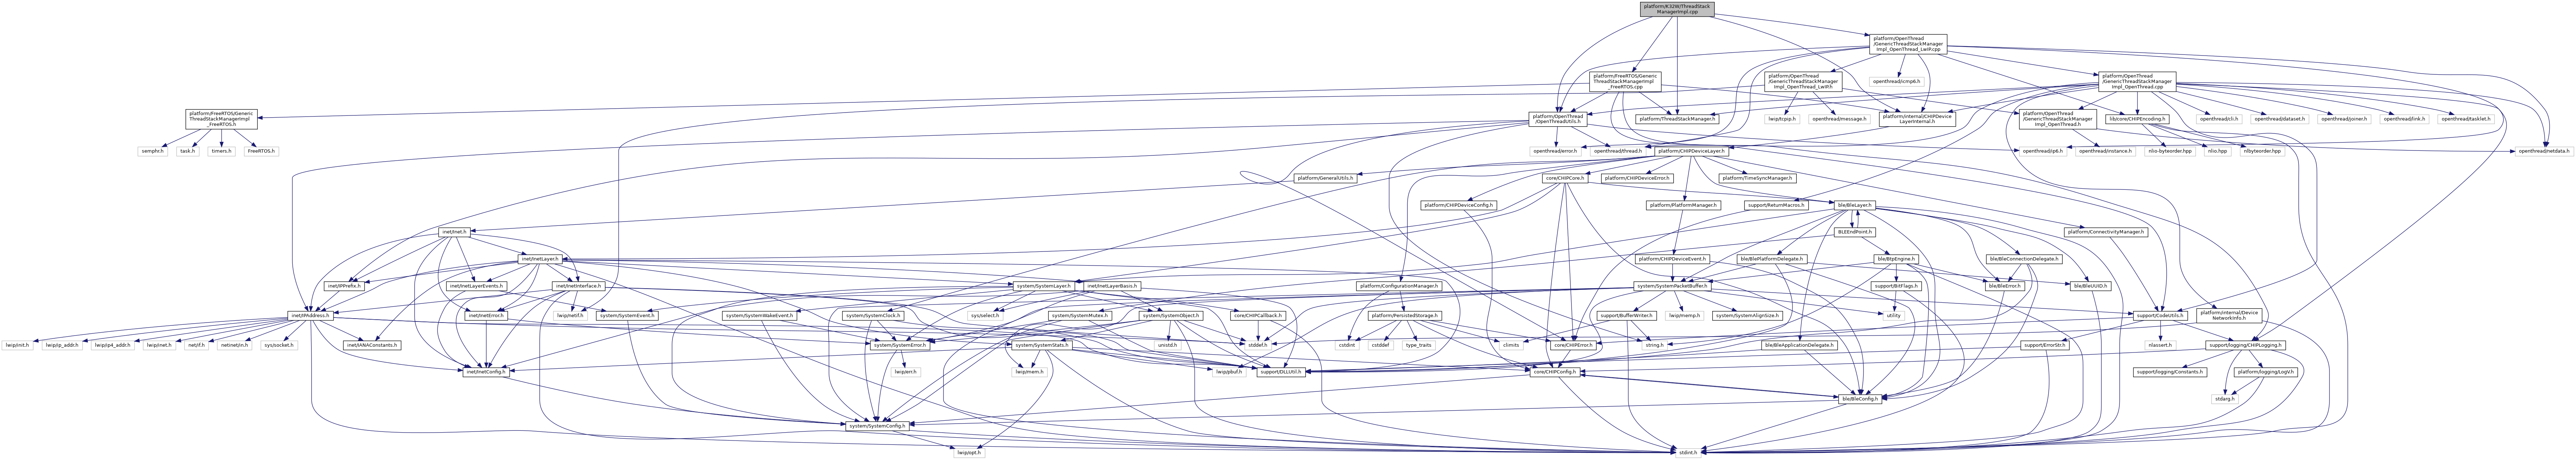 platform/K32W/ThreadStack
ManagerImpl.cpp
platform/OpenThread
/GenericThreadStackManager
Impl_OpenThread_LwIP.cpp
platform/FreeRTOS/Generic
ThreadStackManagerImpl
_FreeRTOS.cpp
platform/OpenThread
/GenericThreadStackManager
Impl_OpenThread_LwIP.h
openthread/icmp6.h
platform/OpenThread
/GenericThreadStackManager
Impl_OpenThread.cpp
platform/FreeRTOS/Generic
ThreadStackManagerImpl
_FreeRTOS.h
platform/OpenThread
/OpenThreadUtils.h
platform/ThreadStackManager.h
platform/internal/CHIPDevice
LayerInternal.h
lwip/tcpip.h
openthread/message.h
platform/OpenThread
/GenericThreadStackManager
Impl_OpenThread.h
lib/core/CHIPEncoding.h
openthread/cli.h
openthread/dataset.h
openthread/joiner.h
openthread/link.h
openthread/tasklet.h
semphr.h
task.h
timers.h
FreeRTOS.h
openthread/error.h
openthread/thread.h
platform/CHIPDeviceLayer.h
openthread/ip6.h
openthread/instance.h
nlio-byteorder.hpp
nlio.hpp
nlbyteorder.hpp
openthread/netdata.h
platform/GeneralUtils.h
core/CHIPCore.h
platform/CHIPDeviceError.h
platform/TimeSyncManager.h
platform/CHIPDeviceConfig.h
platform/PlatformManager.h
support/ReturnMacros.h
ble/BleLayer.h
inet/Inet.h
BLEEndPoint.h
platform/ConnectivityManager.h
inet/InetLayer.h
platform/CHIPDeviceEvent.h
ble/BlePlatformDelegate.h
ble/BtpEngine.h
ble/BleConnectionDelegate.h
inet/IPPrefix.h
inet/InetLayerEvents.h
inet/InetInterface.h
system/SystemLayer.h
inet/InetLayerBasis.h
platform/ConfigurationManager.h
system/SystemPacketBuffer.h
support/BitFlags.h
ble/BleError.h
ble/BleUUID.h
inet/IPAddress.h
inet/InetError.h
lwip/netif.h
system/SystemEvent.h
system/SystemWakeEvent.h
system/SystemClock.h
sys/select.h
system/SystemMutex.h
system/SystemObject.h
core/CHIPCallback.h
platform/PersistedStorage.h
support/BufferWriter.h
lwip/memp.h
system/SystemAlignSize.h
utility
support/CodeUtils.h
platform/internal/Device
NetworkInfo.h
lwip/init.h
lwip/ip_addr.h
lwip/ip4_addr.h
lwip/inet.h
net/if.h
netinet/in.h
sys/socket.h
inet/IANAConstants.h
system/SystemError.h
system/SystemStats.h
unistd.h
stddef.h
cstdint
cstddef
type_traits
climits
core/CHIPError.h
string.h
ble/BleApplicationDelegate.h
support/ErrorStr.h
nlassert.h
support/logging/CHIPLogging.h
inet/InetConfig.h
lwip/err.h
lwip/mem.h
lwip/pbuf.h
support/DLLUtil.h
core/CHIPConfig.h
support/logging/Constants.h
platform/logging/LogV.h
ble/BleConfig.h
stdarg.h
system/SystemConfig.h
lwip/opt.h
stdint.h